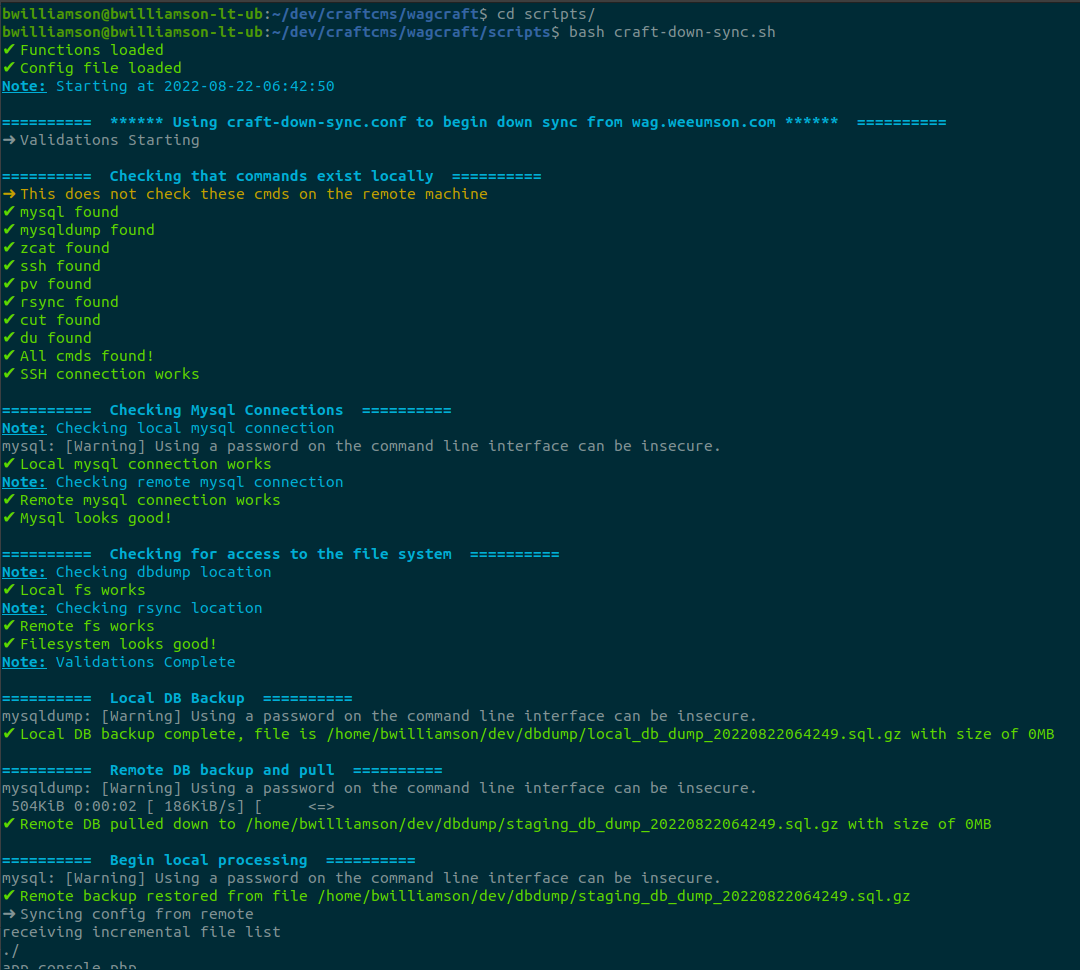 bwilliamson@bwilliamson-lt-ub:~/dev/craftcms/wagcraft$ cd scripts/
bwilliamson@bwilliamson-lt-ub:~/dev/craftcms/wagcraft/scripts$ bash craft-down-sync.sh
✔ Functions loaded
✔ Config file loaded
Note: Starting at 2022-08-22-06:42:50
========== ****** Using craft-down-sync.conf to begin down sync from wag.weeumson.com ****** ==========
➜ Validations Starting
========== Checking that commands exist locally ==========
➜ This does not check these cmds on the remote machine
✔ mysql found
✔ mysqldump found
✔ zcat found
✔ ssh found
✔ pv found
✔ rsync found
✔ cut found
✔ du found
✔ All cmds found!
✔ SSH connection works
========== Checking Mysql Connections ==========
Note: Checking local mysql connection
mysql: [Warning] Using a password on the command line interface can be insecure.
✔ Local mysql connection works
Note: Checking remote mysql connection
✔ Remote mysql connection works
✔ Mysql looks good!
========== Checking for access to the file system ==========
Note: Checking dbdump location
✔ Local fs works
Note: Checking rsync location
✔ Remote fs works
✔ Filesystem looks good!
Note: Validations Complete
========== Local DB Backup ==========
mysqldump: [Warning] Using a password on the command line interface can be insecure.
✔ Local DB backup complete, file is /home/bwilliamson/dev/dbdump/local_db_dump_20220822064249.sql.gz with size of 0MB
========== Remote DB backup and pull ==========
mysqldump: [Warning] Using a password on the command line interface can be insecure.
504KiB 0:00:02 [ 186KiB/s] [ <=>
✔ Remote DB pulled down to /home/bwilliamson/dev/dbdump/staging_db_dump_20220822064249.sql.gz with size of 0MB
========== Begin local processing ==========
mysql: [Warning] Using a password on the command line interface can be insecure.
✔ Remote backup restored from file /home/bwilliamson/dev/dbdump/staging_db_dump_20220822064249.sql.gz
➜ Syncing config from remote
receiving incremental file list
./
app.console.php